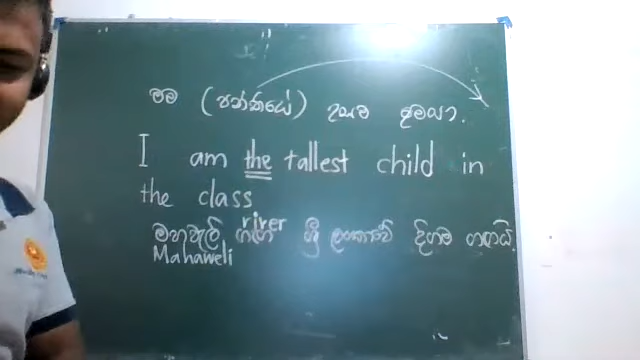 මම (පන්තියේ) උසම ළමයා.
I am the tallest child in
the class
river
මහවැලි ගඟ ශ්‍රී ලංකාවේ දිගම ගඟයි.
Mahaweli